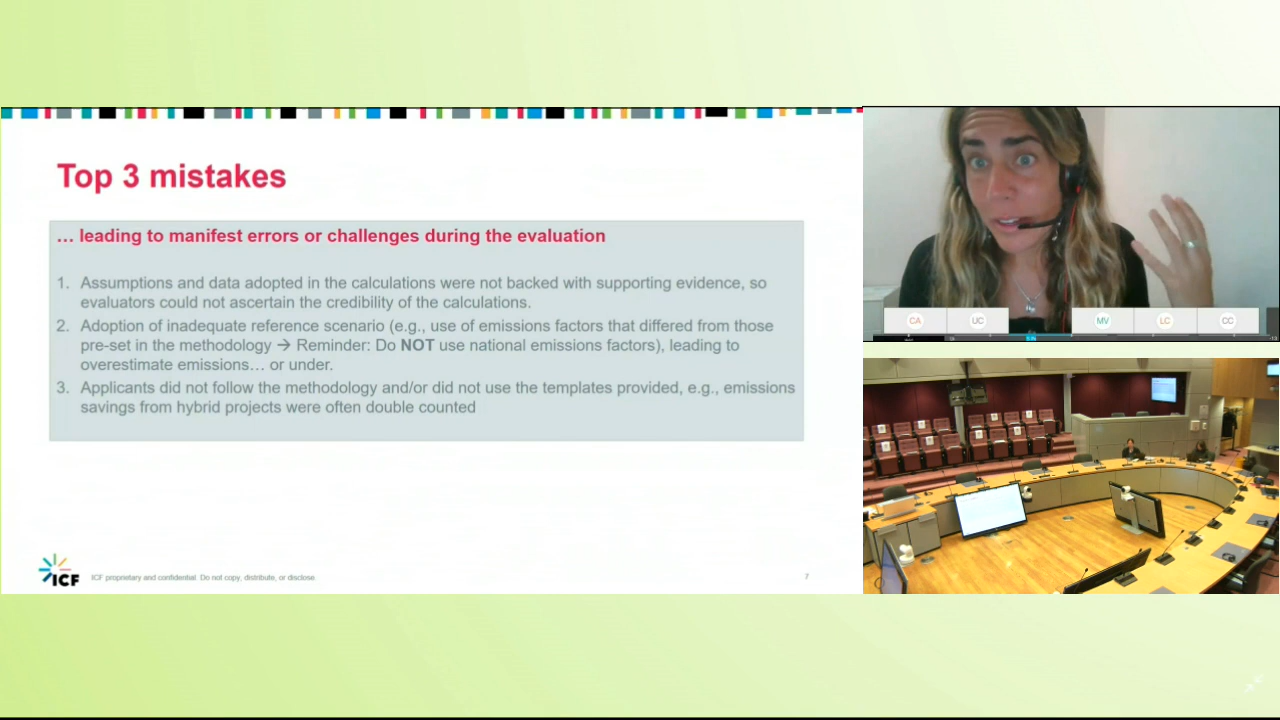 Top 3 mistakes
… leading to manifest errors or challenges during the evaluation
1. Assumptions and data adopted in the calculations were not backed with supporting evidence, so
evaluators could not ascertain the credibility of the calculations.
2. Adoption of inadequate reference scenario (e.g., use of emissions factors that differed from those
pre-set in the methodology → Reminder: Do NOT use national emissions factors), leading to
overestimate emissions… or under.
3. Applicants did not follow the methodology and/or did not use the templates provided, e.g., emissions
savings from hybrid projects were often double counted
ICF
ICF proprietary and confidential. Do not copy, distribute, or disclose.
7
CA
UC
MV
LC
CC